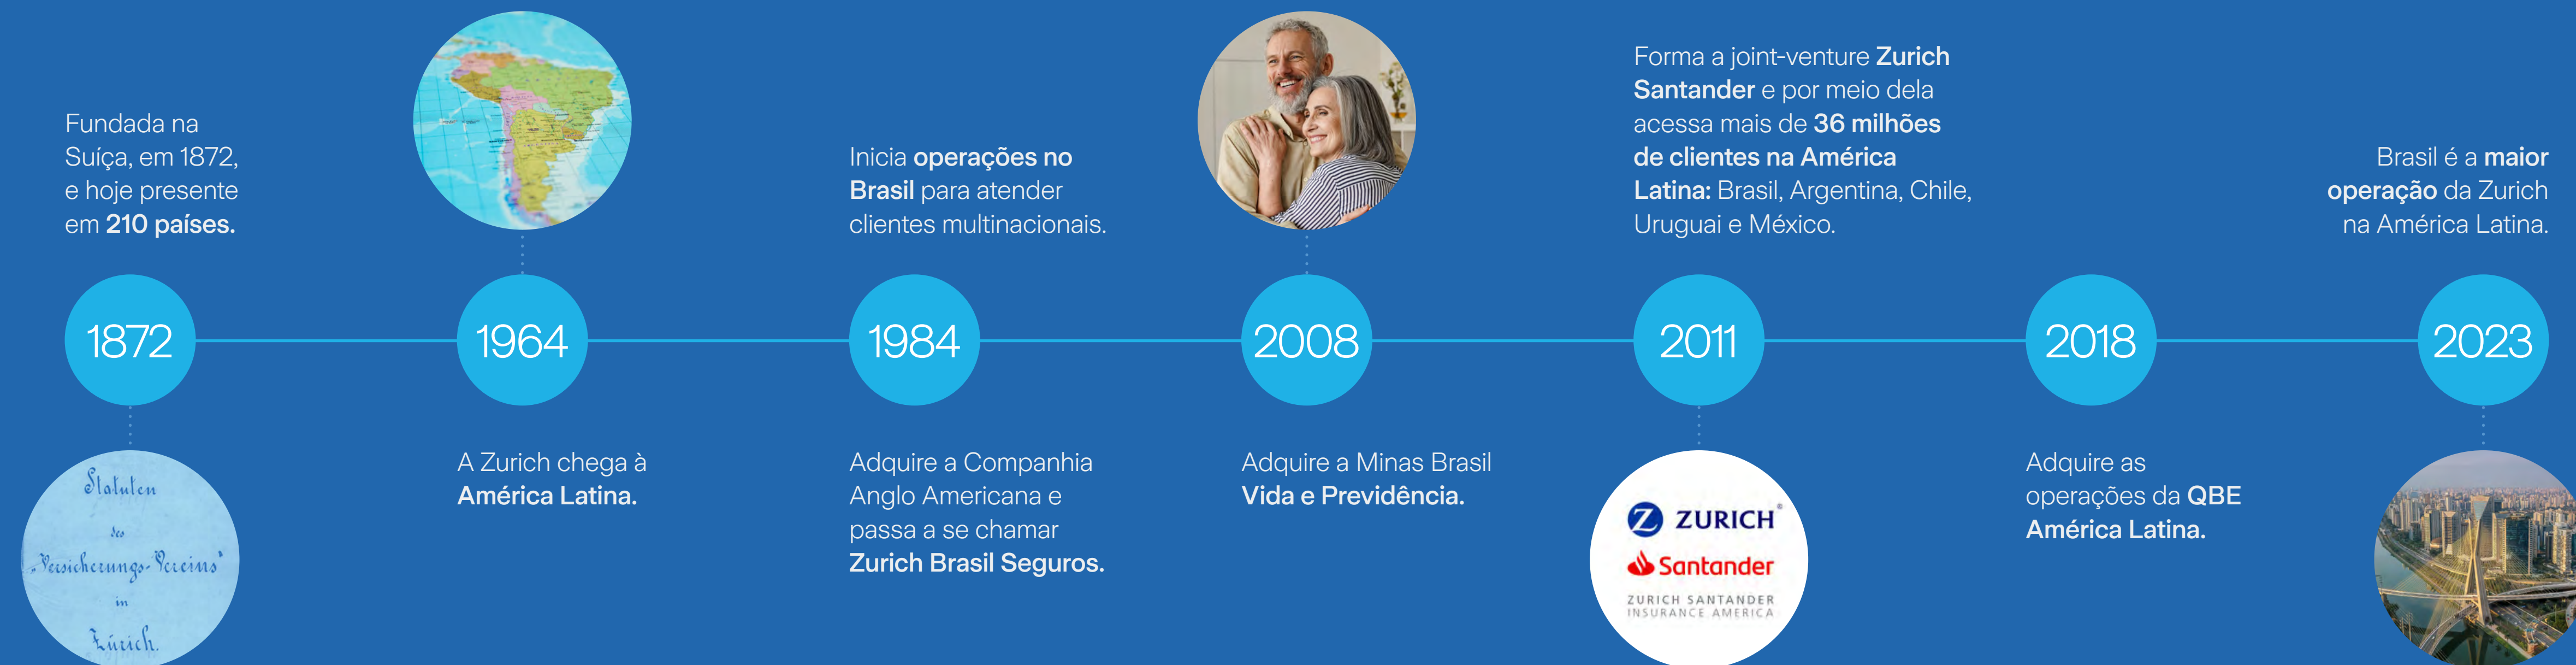 Fundada na
Suíça, em 1872,
e hoje presente
em 210 países.
1872
Statuten
des
„Versicherungs-Vereins"
in
Zürich.
1964
A Zurich chega à
América Latina.
Inicia operações no
Brasil para atender
clientes multinacionais.
1984
Adquire a Companhia
Anglo Americana e
passa a se chamar
Zurich Brasil Seguros.
2008
Adquire a Minas Brasil
Vida e Previdência.
Forma a joint-venture Zurich
Santander e por meio dela
acessa mais de 36 milhões
de clientes na América
Latina: Brasil, Argentina, Chile,
Uruguai e México.
2011
Z ZURICH®
Santander
ZURICH SANTANDER
INSURANCE AMERICA
2018
Adquire as
operações da QBE
América Latina.
Brasil é a maior
operação da Zurich
na América Latina.
2023